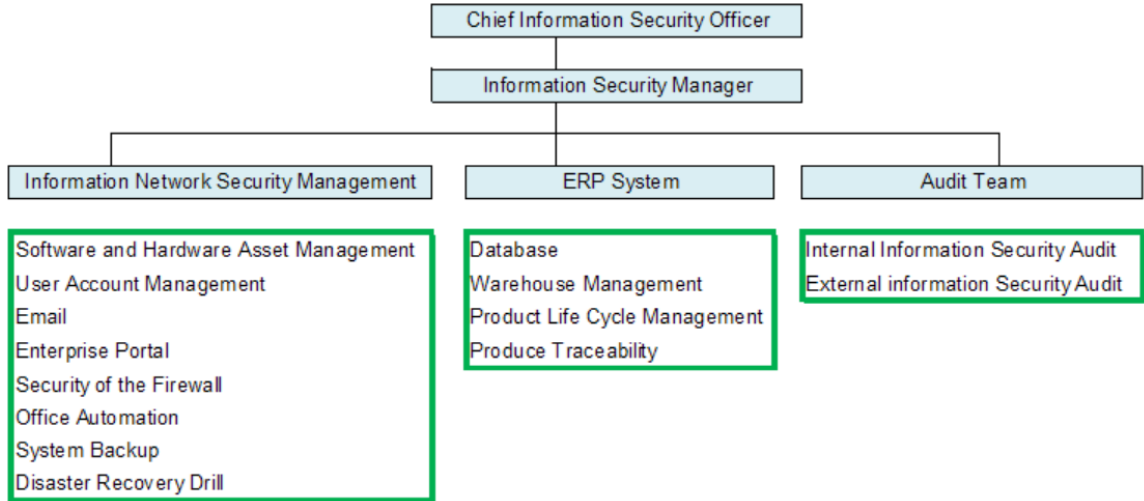 Chief Information Security Officer
Information Security Manager
Information Network Security Management
ERP System
Audit Team
Software and Hardware Asset Management
User Account Management
Email
Enterprise Portal
Security of the Firewall
Office Automation
System Backup
Disaster Recovery Drill
Database
Warehouse Management
Product Life Cycle Management
Produce Traceability
Internal Information Security Audit
External information Security Audit